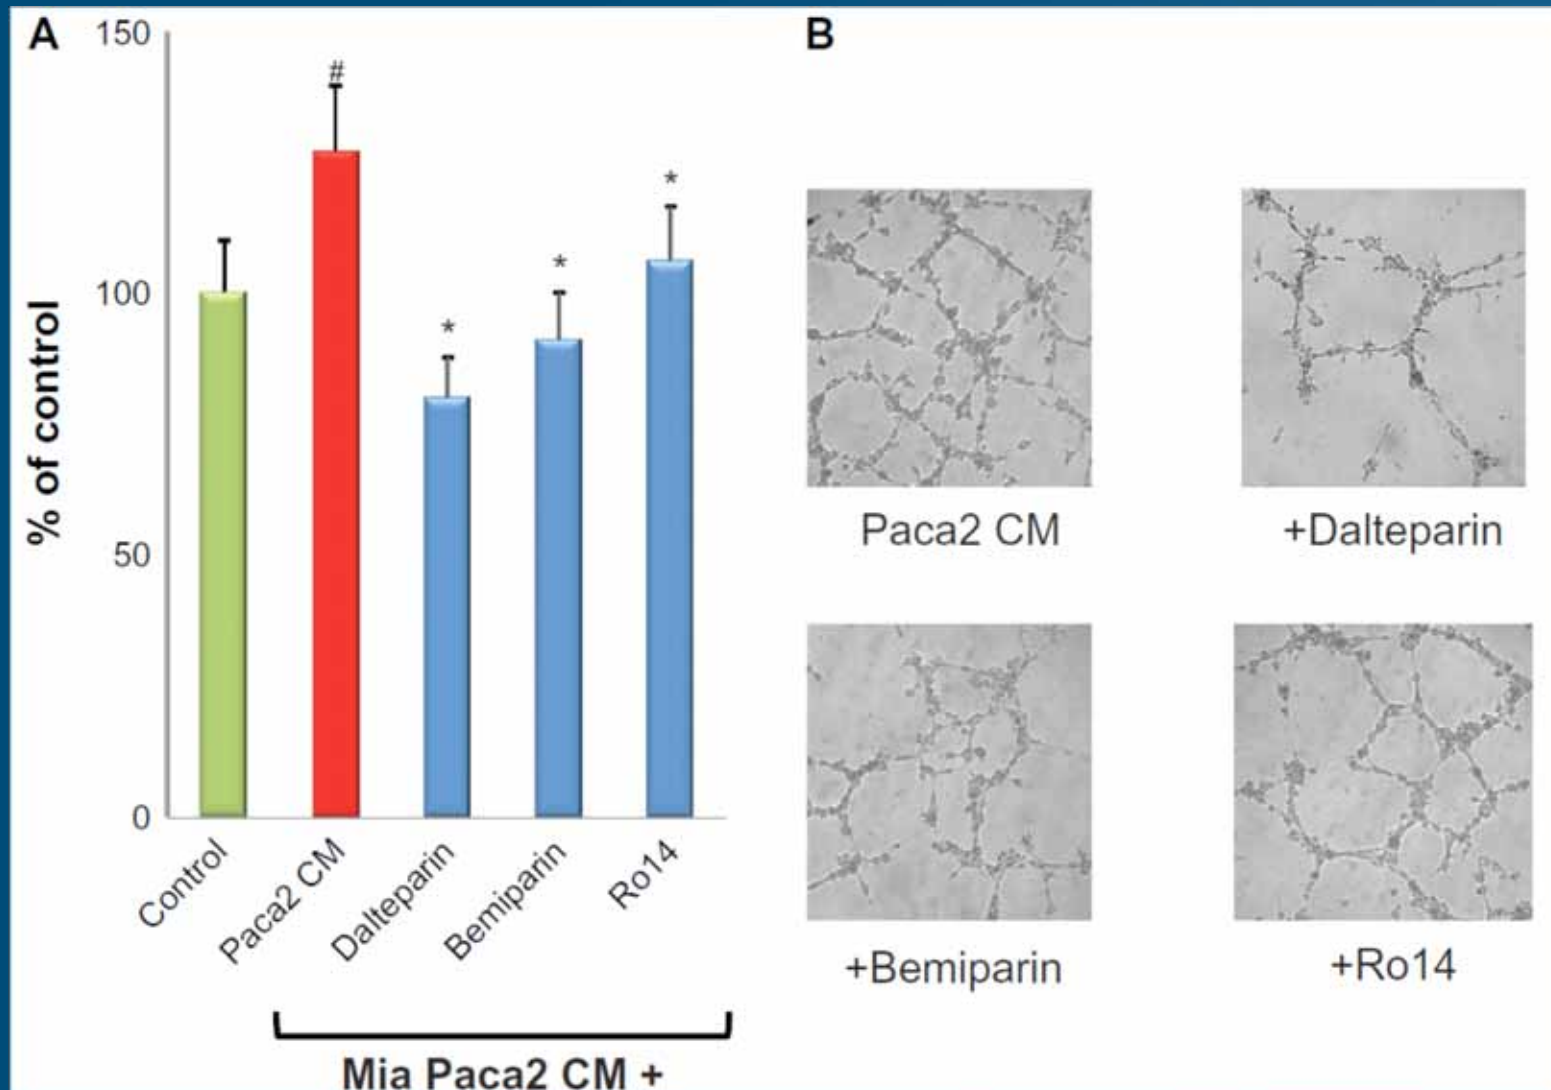 A
B
150
100
50
0
% of control
#
*
*
*
Control
Paca2 CM
Dalteparin
Bemiparin
Ro14
Mia Paca2 CM +
Paca2 CM
+Dalteparin
+Bemiparin
+Ro14